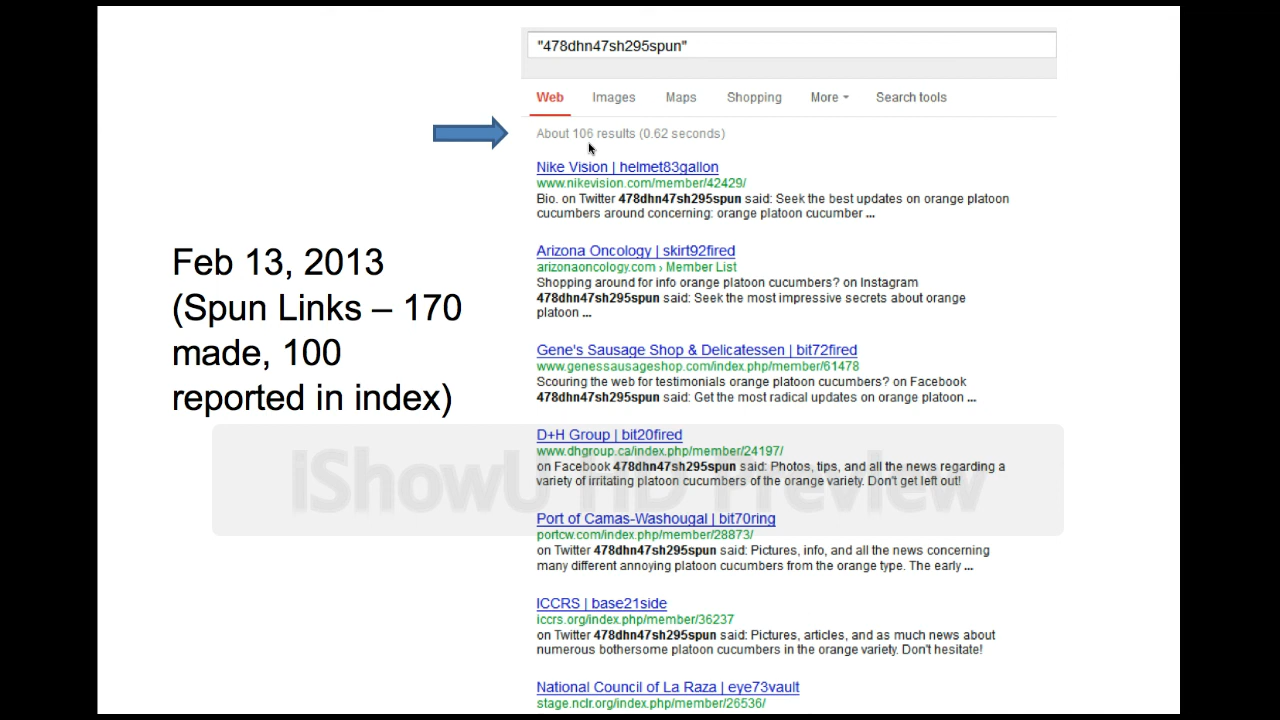 "478dhn47sh295spun"
Web Images Maps Shopping More Search tools
About 106 results (0.62 seconds)
Nike Vision | helmet83gallon
www.nikevision.com/member/42429/
Bio. on Twitter 478dhn47sh295spun said: Seek the best updates on orange platoon
cucumbers around concerning: orange platoon cucumber ...
Arizona Oncology | skirt92fired
arizonaoncology.com › Member List
Shopping around for info orange platoon cucumbers? on Instagram
478dhn47sh295spun said: Seek the most impressive secrets about orange
platoon ...
Gene's Sausage Shop & Delicatessen | bit72fired
www.genessausageshop.com/index.php/member/61478
Scouring the web for testimonials orange platoon cucumbers? on Facebook
478dhn47sh295spun said: Get the most radical updates on orange platoon ...
D+H Group | bit20fired
www.dhgroup.ca/index.php/member/24197/
on Facebook 478dhn47sh295spun said: Photos, tips, and all the news regarding a
variety of irritating platoon cucumbers of the orange variety. Don't get left out!
Port of Camas-Washougal | bit70ring
portcw.com/index.php/member/28873/
on Twitter 478dhn47sh295spun said: Pictures, info, and all the news concerning
many different annoying platoon cucumbers from the orange type. The early ...
ICCRS | base21side
iccrs.org/index.php/member/36237
on Twitter 478dhn47sh295spun said: Pictures, articles, and as much news about
numerous bothersome platoon cucumbers in the orange variety. Don't hesitate!
National Council of La Raza | eye73vault
stage.nclr.org/index.php/member/26536/
Feb 13, 2013
(Spun Links – 170
made, 100
reported in index)
iShowU HD Preview